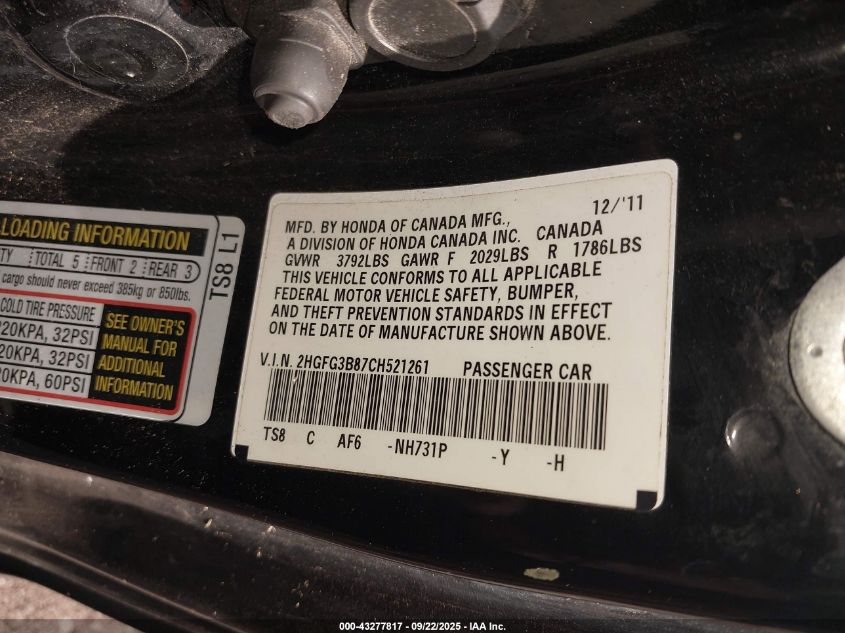 LOADING INFORMATION
TOTAL 5 FRONT 2 REAR 3
cargo should never exceed 385kg or 850lbs.
COLD TIRE PRESSURE
32PSI
32PSI
60PSI
SEE OWNER'S
MANUAL FOR
ADDITIONAL
INFORMATION
TS8 L1
12/'11
MFD. BY HONDA OF CANADA MFG.,
A DIVISION OF HONDA CANADA INC. CANADA
GVWR 3792LBS GAWR F 2029LBS R 1786LBS
THIS VEHICLE CONFORMS TO ALL APPLICABLE
FEDERAL MOTOR VEHICLE SAFETY, BUMPER,
AND THEFT PREVENTION STANDARDS IN EFFECT
ON THE DATE OF MANUFACTURE SHOWN ABOVE.
V.I.N. 2HGFG3B87CH521261 PASSENGER CAR
TS8 C AF6 -NH731P -Y -H
000-43277817 - 09/22/2025 - IAA Inc.